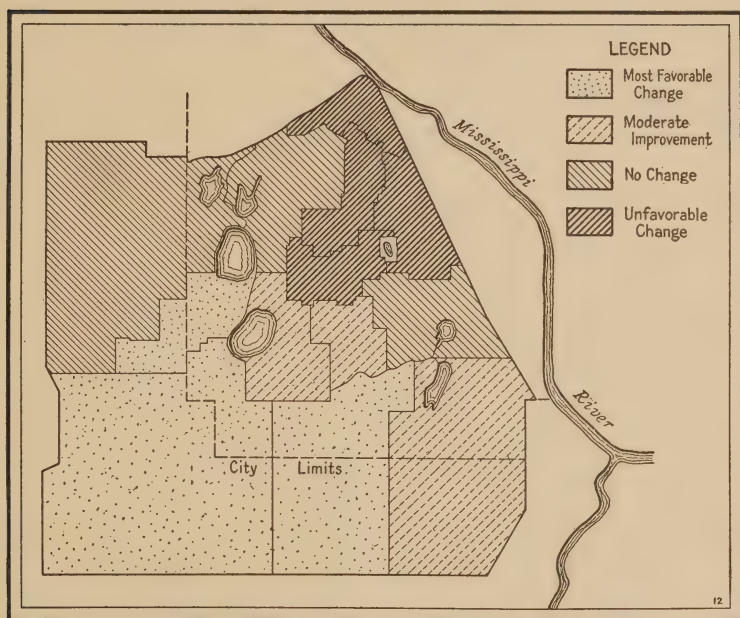 LEGEND
Most Favorable
Change
Moderate
Improvement
No Change
Unfavorable
Change
Mississippi
River
City Limits
12